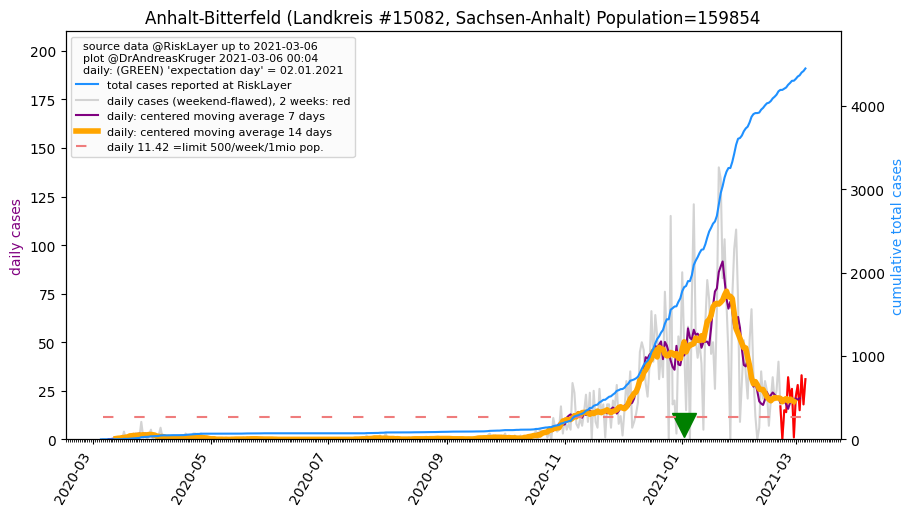 Anhalt-Bitterfeld (Landkreis #15082, Sachsen-Anhalt) Population=159854
source data @RiskLayer up to 2021-03-06
plot @DrAndreasKruger 2021-03-06 00:04
daily: (GREEN) 'expectation day' = 02.01.2021
total cases reported at RiskLayer
daily cases (weekend-flawed), 2 weeks: red
daily: centered moving average 7 days
daily: centered moving average 14 days
daily 11.42 =limit 500/week/1mio pop.
daily cases
200
175
150
125
100
75
50
25
0
cumulative total cases
4000
3000
2000
1000
0
2020-03
2020-05
2020-07
2020-09
2020-11
2021-01
2021-03